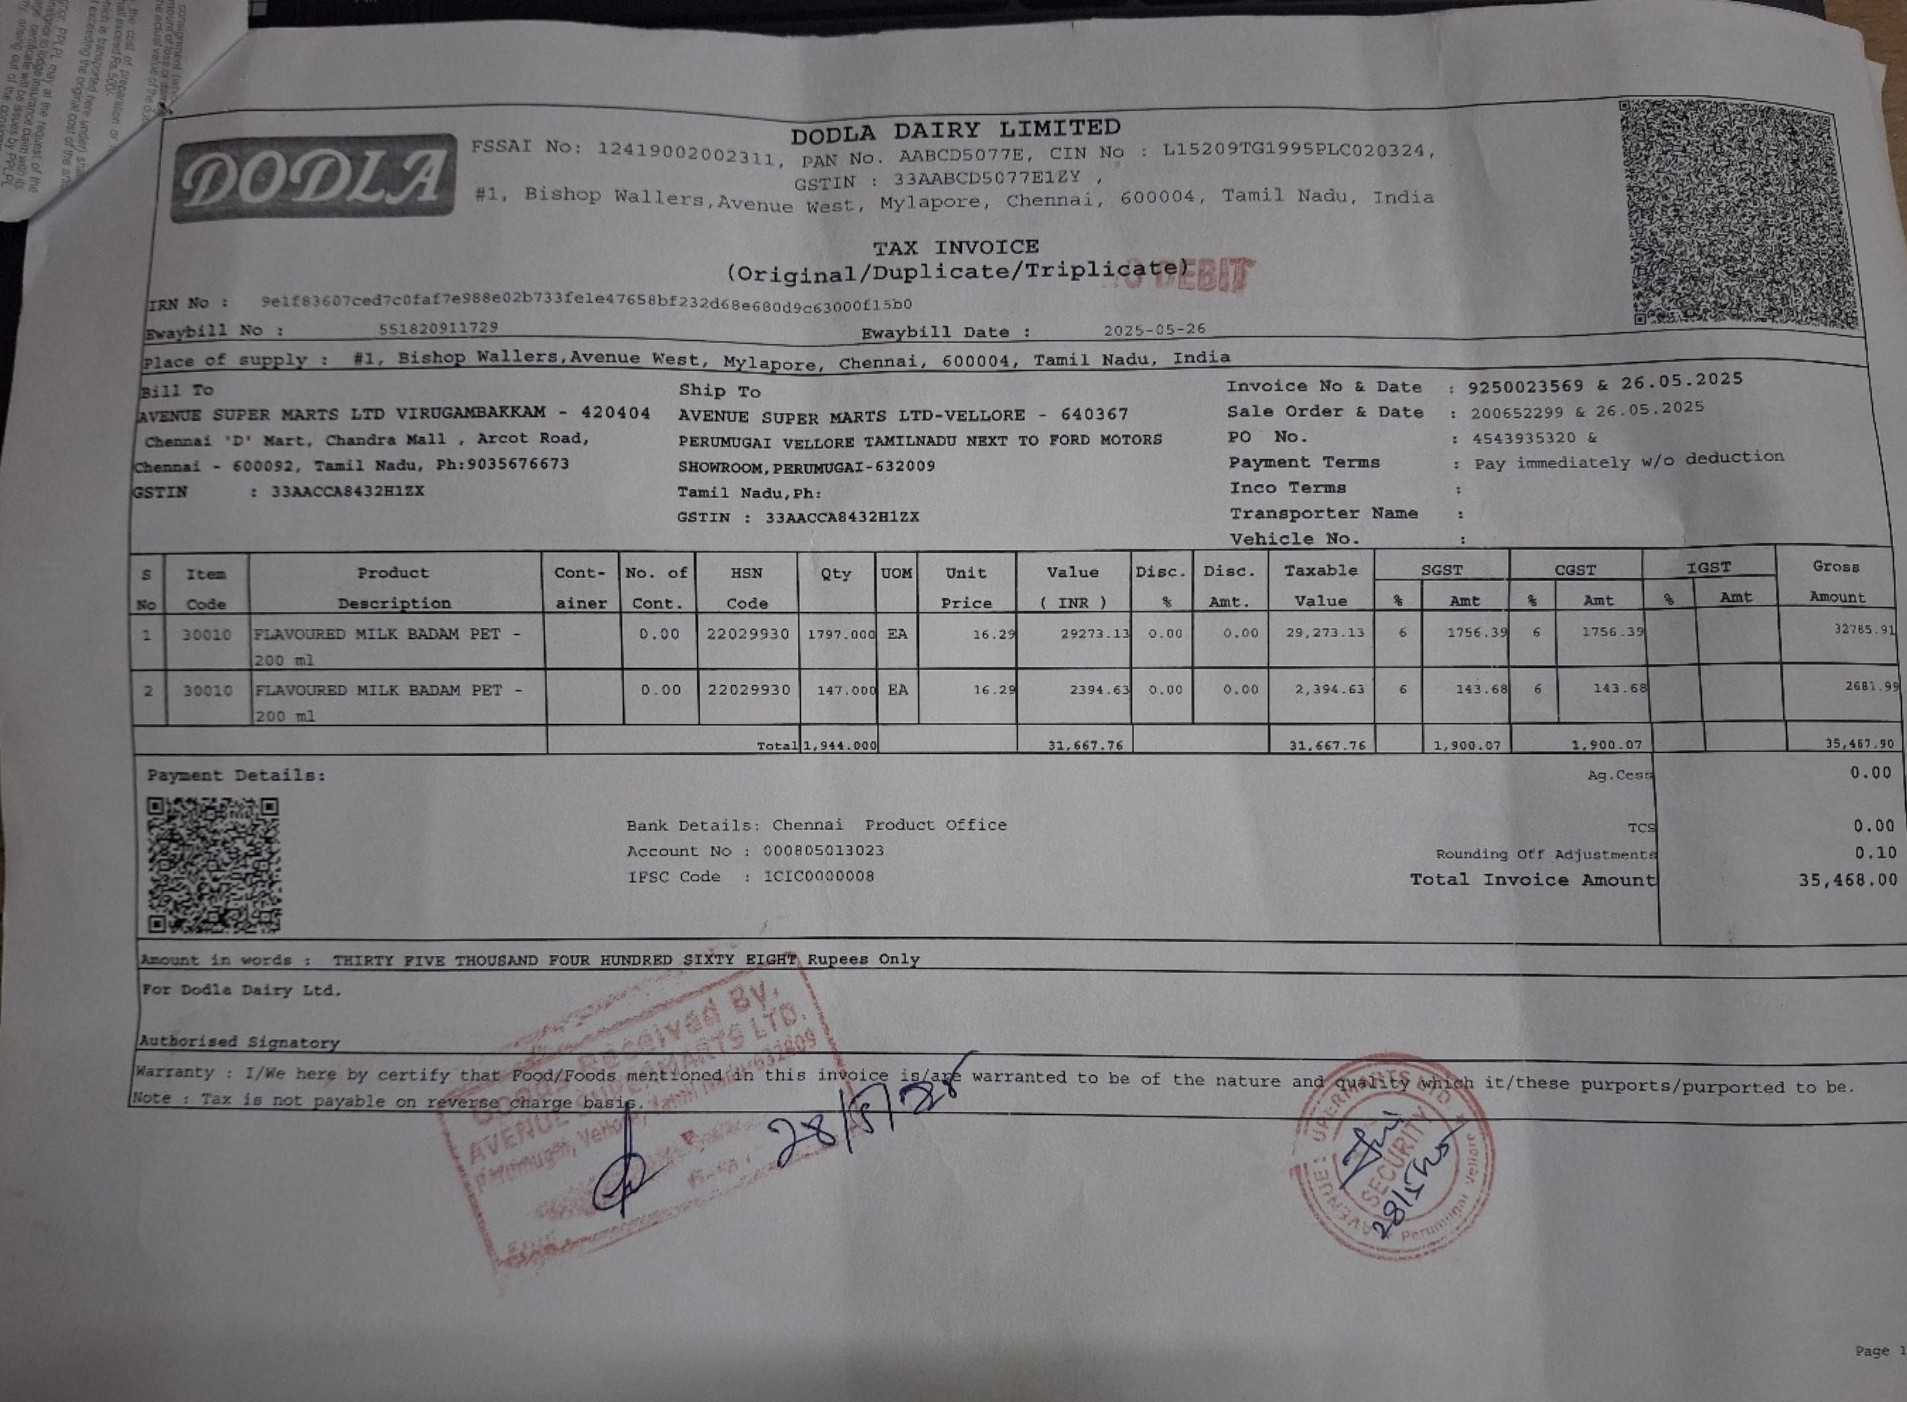 DODLA
DODLA DAIRY LIMITED
FSSAI No: 12419002002311, PAN No. AABCD5077E, CIN No : L15209TG1995PLC020324,
GSTIN : 33AABCD5077E1ZY ,
#1, Bishop Wallers,Avenue West, Mylapore, Chennai, 600004, Tamil Nadu, India
TAX INVOICE
(Original/Duplicate/Triplicate)
DEBIT
IRN No : 9e1f83607ced7c0faf7e988e02b733fe1e47658bf232d68e680d9c63000f15b0
Ewaybill No : 551820911729 Ewaybill Date : 2025-05-26
Place of supply : #1, Bishop Wallers,Avenue West, Mylapore, Chennai, 600004, Tamil Nadu, India
Bill To
AVENUE SUPER MARTS LTD VIRUGAMBAKKAM - 420404
Chennai 'D' Mart, Chandra Mall , Arcot Road,
Chennai - 600092, Tamil Nadu, Ph:9035676673
GSTIN : 33AACCA8432H1ZX
Ship To
AVENUE SUPER MARTS LTD-VELLORE - 640367
PERUMUGAI VELLORE TAMILNADU NEXT TO FORD MOTORS
SHOWROOM,PERUMUGAI-632009
Tamil Nadu,Ph:
GSTIN : 33AACCA8432H1ZX
Invoice No & Date : 9250023569 & 26.05.2025
Sale Order & Date : 200652299 & 26.05.2025
PO No. : 4543935320 &
Payment Terms : Pay immediately w/o deduction
Inco Terms :
Transporter Name :
Vehicle No. :
S Item Product Cont- No. of HSN Qty UOM Unit Value Disc. Disc. Taxable SGST CGST IGST Gross
No Code Description ainer Cont. Code Price ( INR ) % Amt. Value % Amt % Amt % Amt Amount
1 30010 FLAVOURED MILK BADAM PET - 0.00 22029930 1797.000 EA 16.29 29273.13 0.00 0.00 29,273.13 6 1756.39 6 1756.39 32785.91
200 ml
2 30010 FLAVOURED MILK BADAM PET - 0.00 22029930 147.000 EA 16.29 2394.63 0.00 0.00 2,394.63 6 143.68 6 143.68 2681.99
200 ml
Total 1,944.000 31,667.76 31,667.76 1,900.07 1,900.07 35,467.90
Payment Details:
Bank Details: Chennai Product Office
Account No : 000805013023
IFSC Code : ICIC0000008
Ag.Cess 0.00
TCS 0.00
Rounding Off Adjustments 0.10
Total Invoice Amount 35,468.00
Amount in words : THIRTY FIVE THOUSAND FOUR HUNDRED SIXTY EIGHT Rupees Only
For Dodla Dairy Ltd.
Authorised Signatory
Warranty : I/We here by certify that Food/Foods mentioned in this invoice is/are warranted to be of the nature and quality which it/these purports/purported to be.
Note : Tax is not payable on reverse charge basis.
Received By,
AVENUE SUPERMARTS LTD.
28/5/25
SECURITY
28/5/25
Page 1